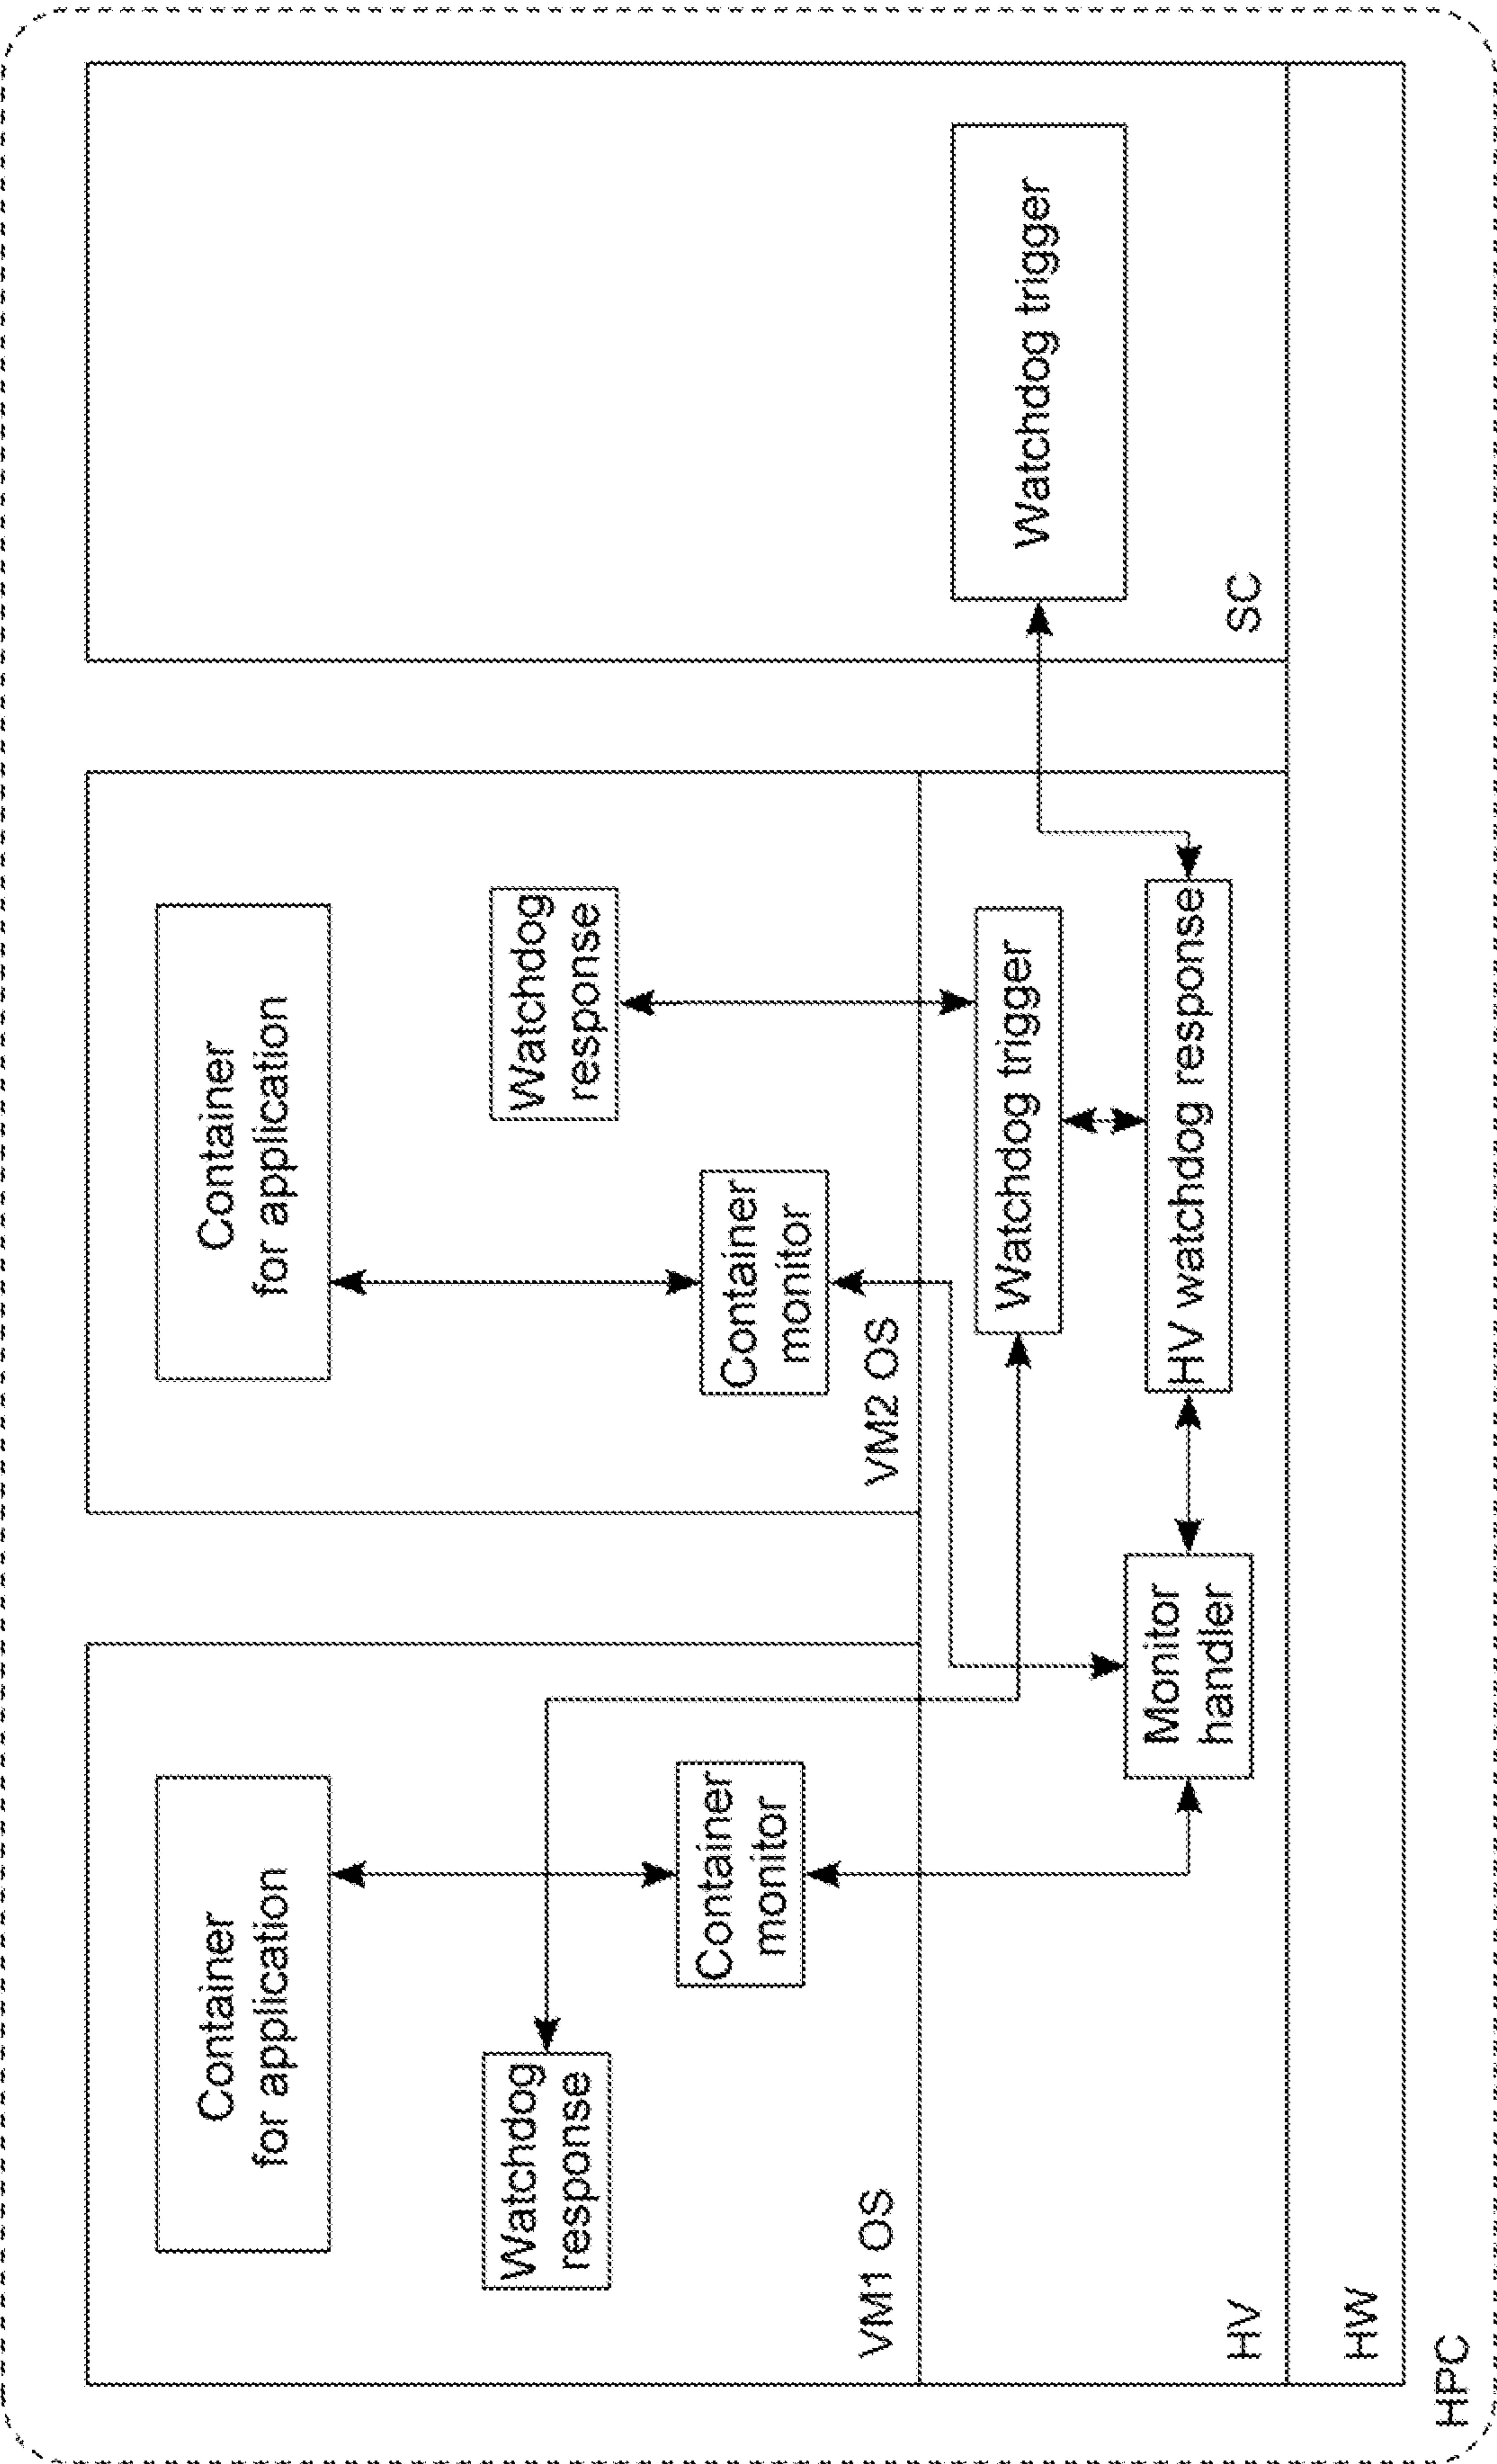 Container
for application
Watchdog
response
Container
monitor
VM1 OS
Container
for application
Watchdog
response
Container
monitor
VM2 OS
Watchdog trigger
HV watchdog response
Monitor
handler
HV
Watchdog trigger
SC
HW
HPC